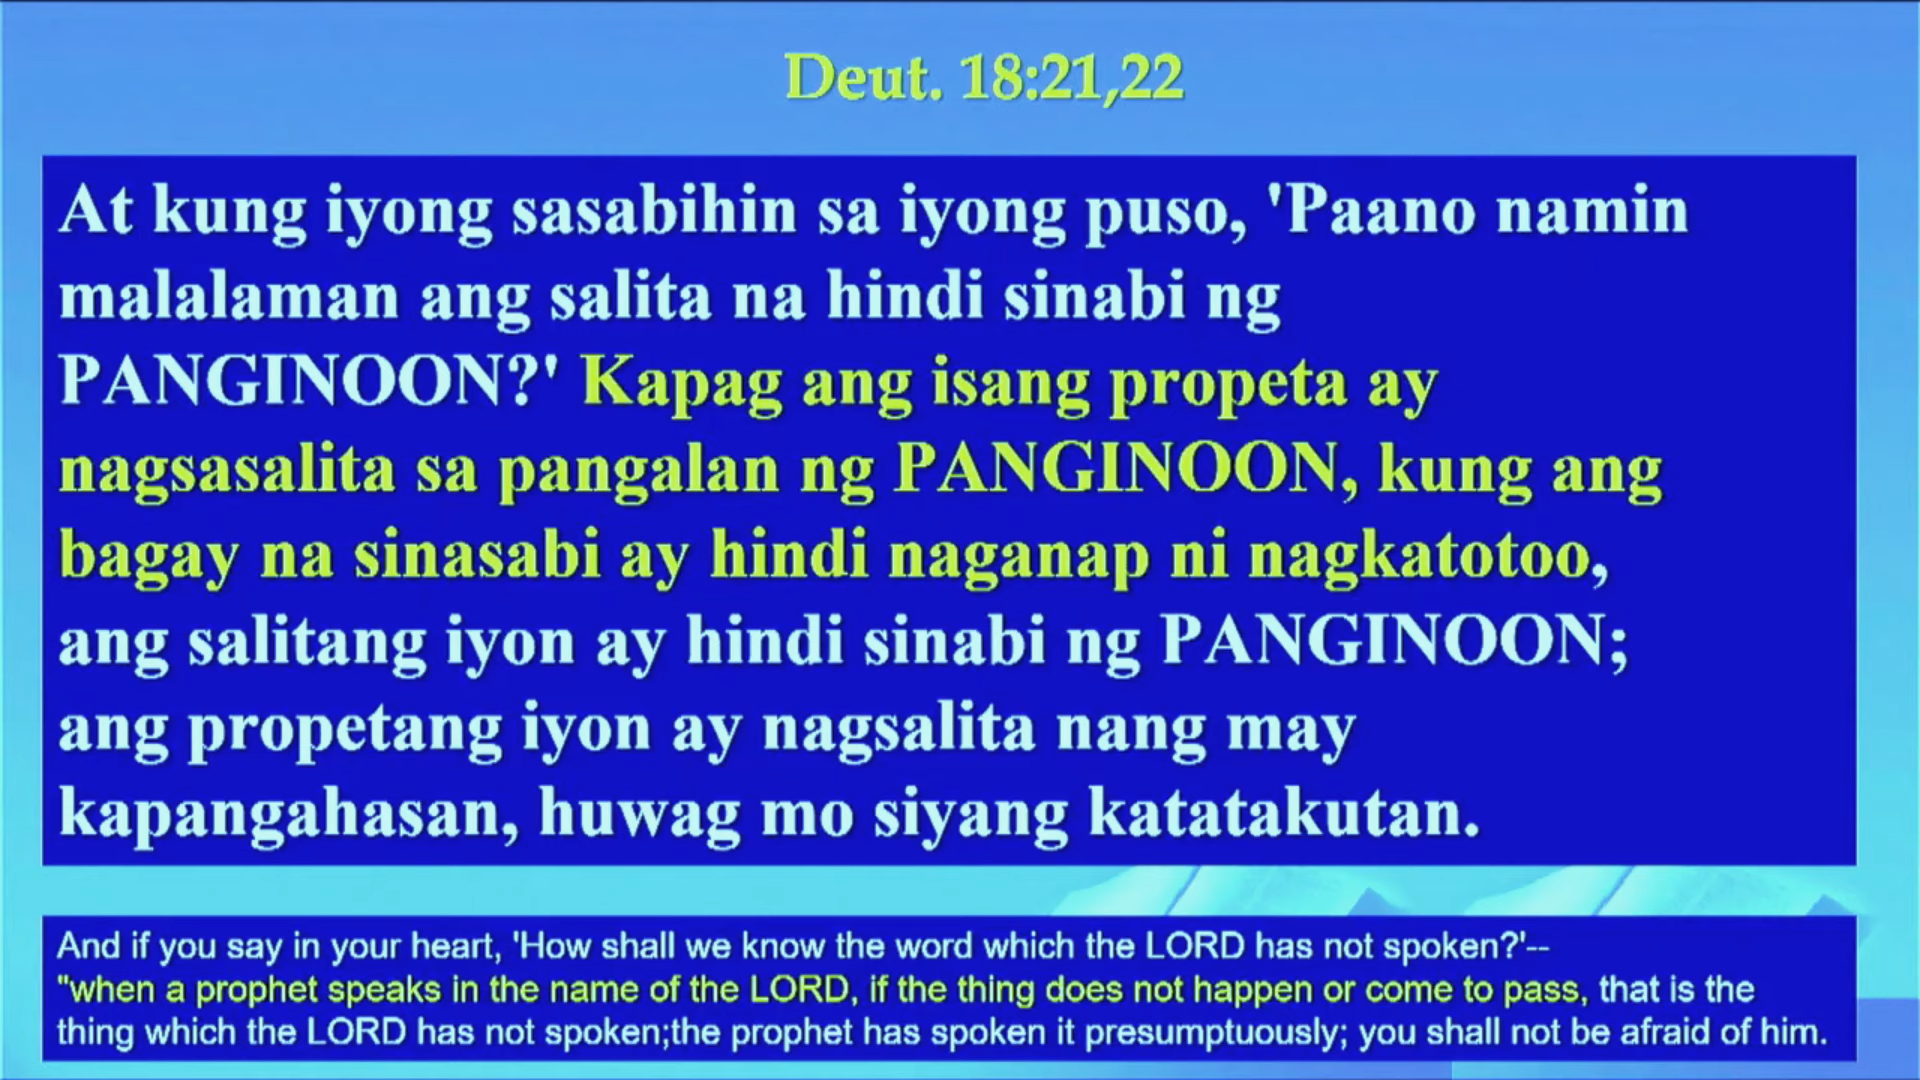 Deut. 18:21,22
At kung iyong sasabihin sa iyong puso, 'Paano namin
malalaman ang salita na hindi sinabi ng
PANGINOON?' Kapag ang isang propeta ay
nagsasalita sa pangalan ng PANGINOON, kung ang
bagay na sinasabi ay hindi naganap ni nagkatotoo,
ang salitang iyon ay hindi sinabi ng PANGINOON;
ang propetang iyon ay nagsalita nang may
kapangahasan, huwag mo siyang katatakutan.
And if you say in your heart, 'How shall we know the word which the LORD has not spoken?'--
"when a prophet speaks in the name of the LORD, if the thing does not happen or come to pass, that is the
thing which the LORD has not spoken;the prophet has spoken it presumptuously; you shall not be afraid of him.